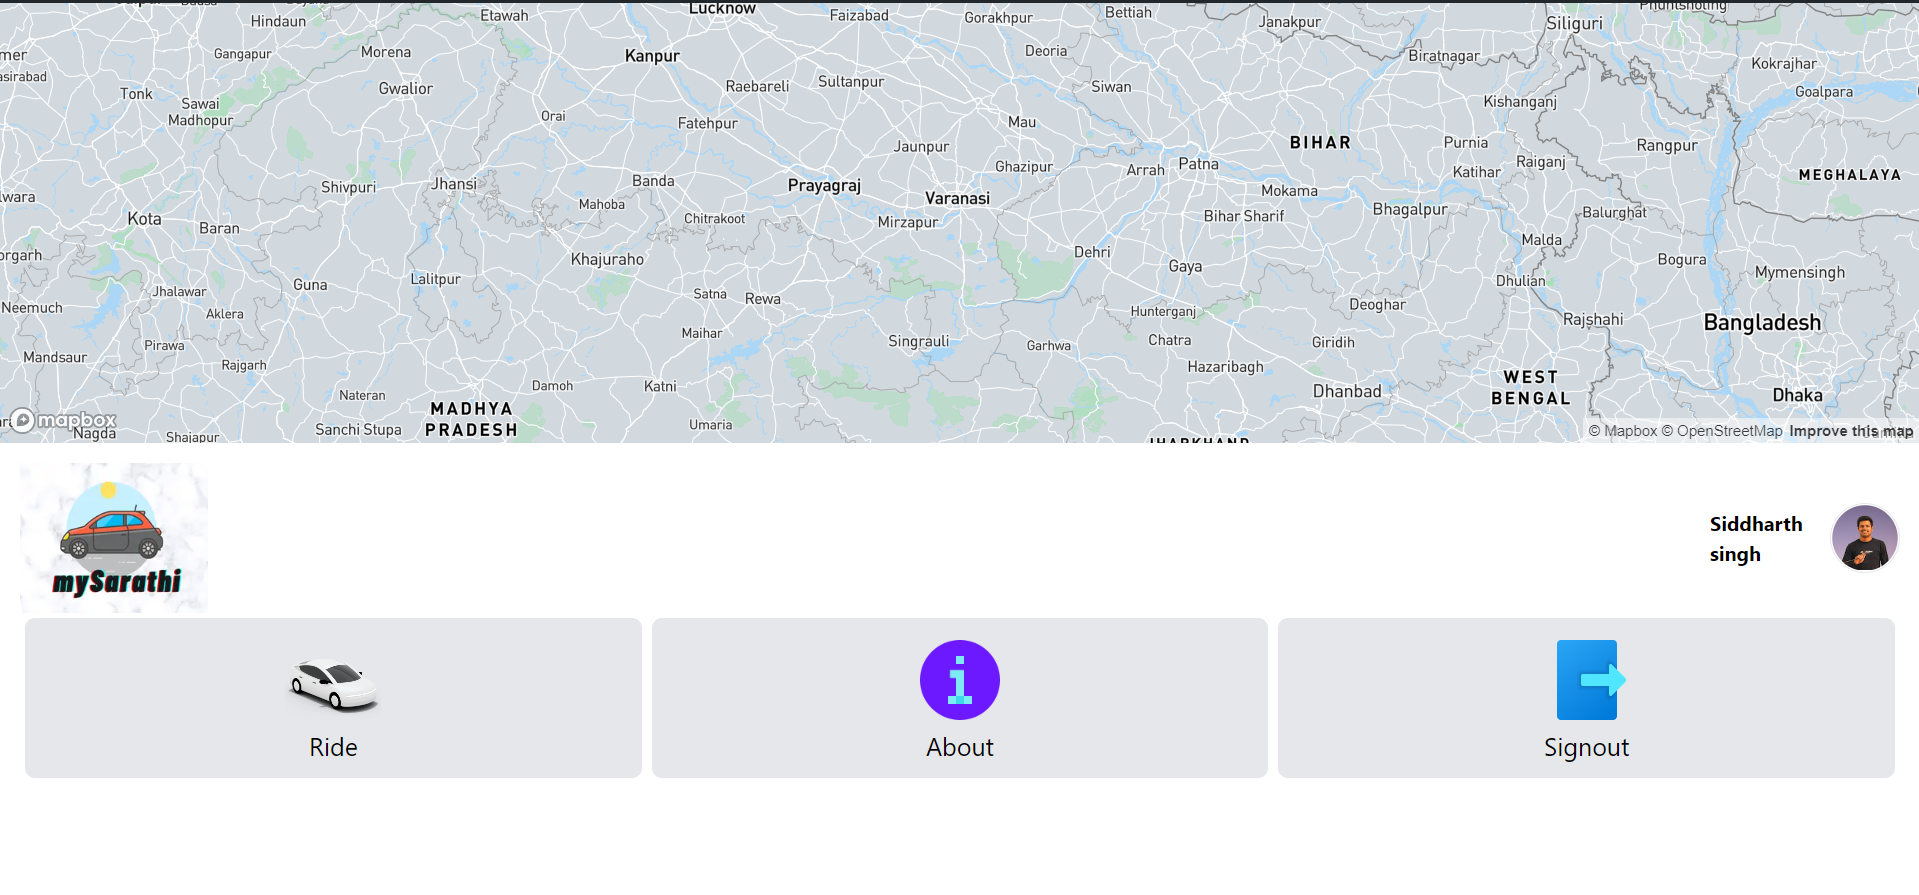 Lucknow
Etawah
Faizabad
Gorakhpur
Bettiah
Janakpur
Siliguri
Phuntsholing
Hindaun
Gangapur
Morena
Kanpur
Deoria
Biratnagar
Kokrajhar
Tonk
Sawai
Madhopur
Gwalior
Raebareli
Sultanpur
Siwan
Kishanganj
Goalpara
Orai
Fatehpur
Mau
Jaunpur
BIHAR
Purnia
Rangpur
Ghazipur
Arrah
Patna
Katihar
Raiganj
MEGHALAYA
Shivpuri
Jhansi
Banda
Prayagraj
Varanasi
Mokama
Kota
Baran
Mahoba
Chitrakoot
Mirzapur
Bihar Sharif
Bhagalpur
Balurghat
Malda
Khajuraho
Dehri
Gaya
Bogura
Mymensingh
Guna
Lalitpur
Jhalawar
Satna
Rewa
Dhulian
Neemuch
Aklera
Hunterganj
Deoghar
Rajshahi
Bangladesh
Pirawa
Maihar
Singrauli
Garhwa
Chatra
Giridih
Mandsaur
Rajgarh
Hazaribagh
Nateran
Damoh
Katni
Dhanbad
WEST
BENGAL
Dhaka
MADHYA
PRADESH
Sanchi Stupa
Umaria
Nagda
Shajapur
JHARKHAND
mapbox
© Mapbox © OpenStreetMap Improve this map
mySarathi
Siddharth
singh
Ride
About
Signout